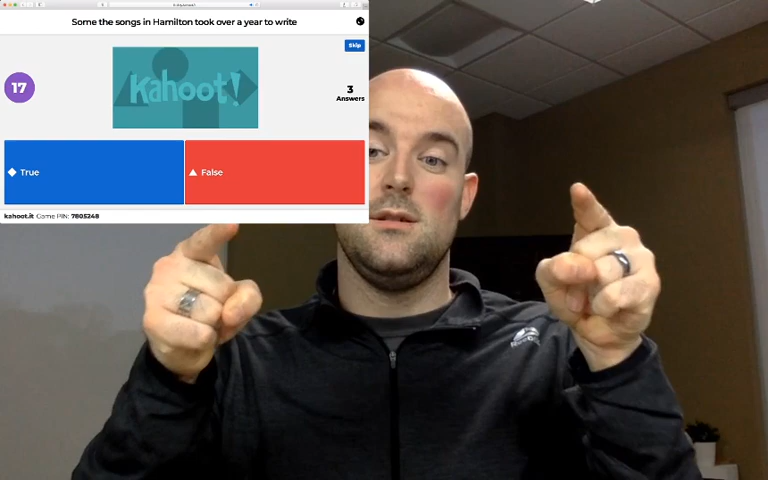 Some the songs in Hamilton took over a year to write
Skip
17
Kahoot!
3
Answers
True
False
kahoot.it Game PIN: 7805248